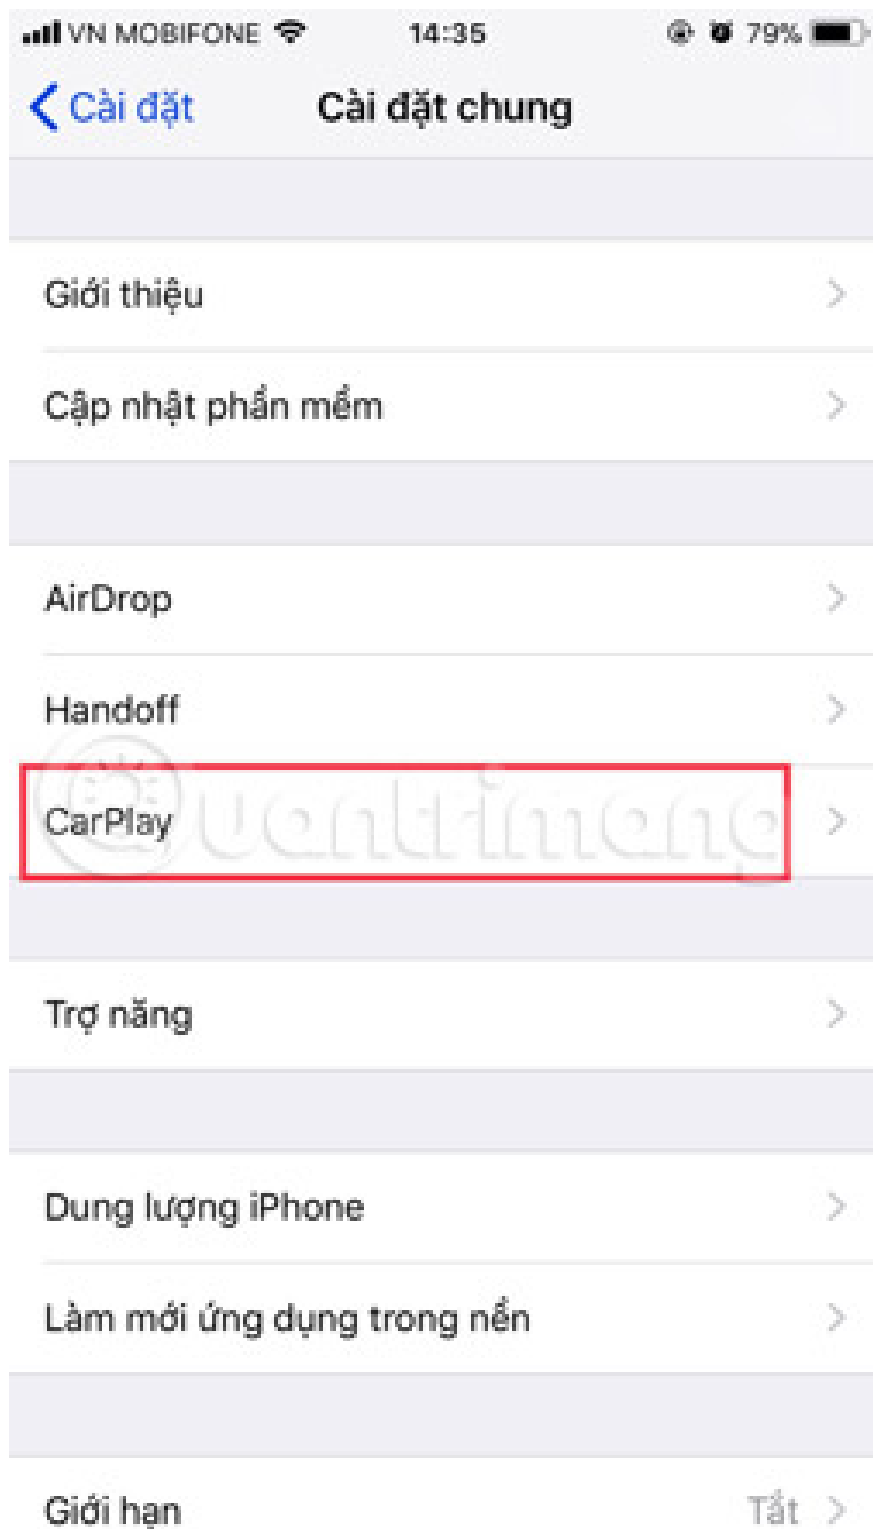 VN MOBIFONE 14:35 79%
Cài đặt Cài đặt chung
Giới thiệu
Cập nhật phần mềm
AirDrop
Handoff
CarPlay
Quantrimang
Trợ năng
Dung lượng iPhone
Làm mới ứng dụng trong nền
Giới hạn Tắt